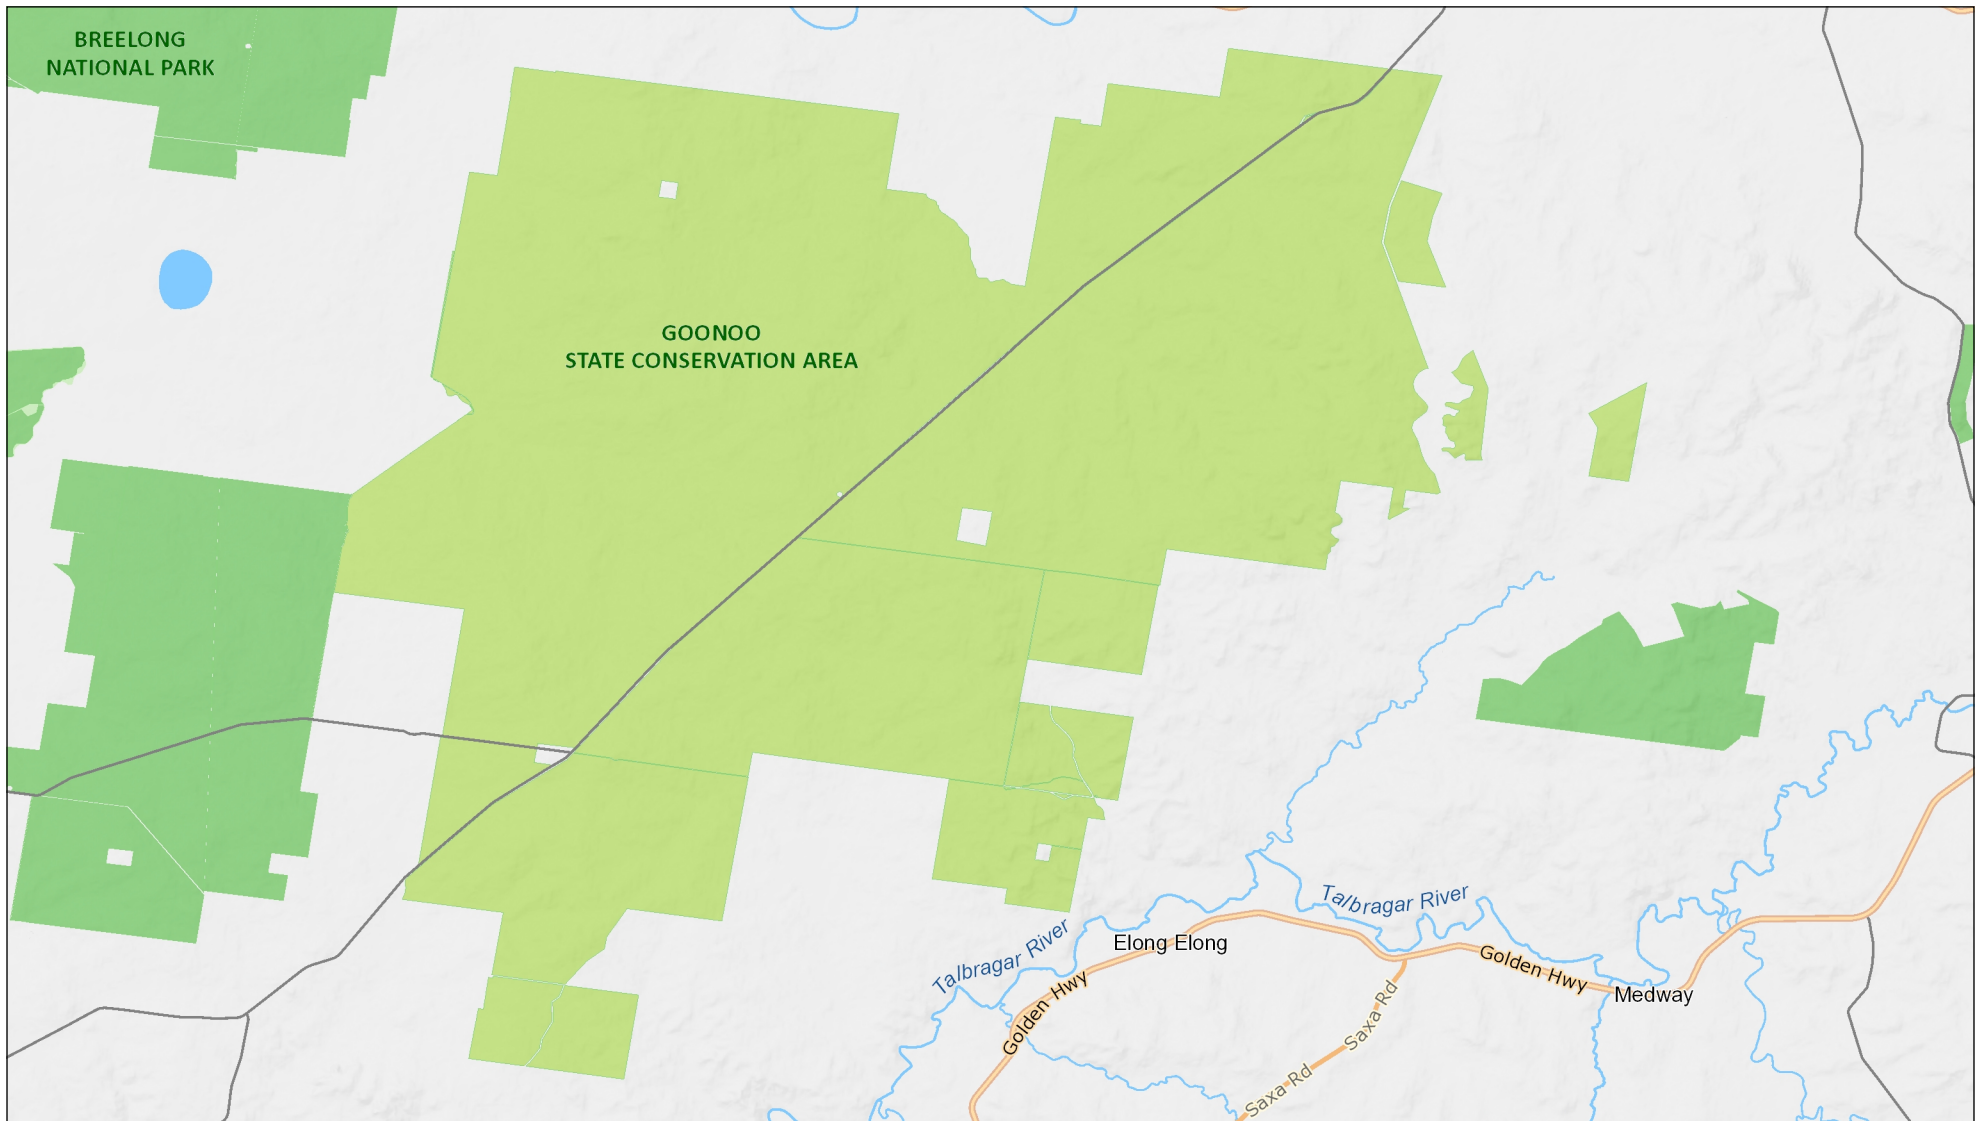 BREELONG
NATIONAL PARK
GOONOO
STATE CONSERVATION AREA
Talbragar River
Talbragar River
Elong Elong
Golden Hwy
Golden Hwy
Medway
Saxa Rd
Saxa Rd